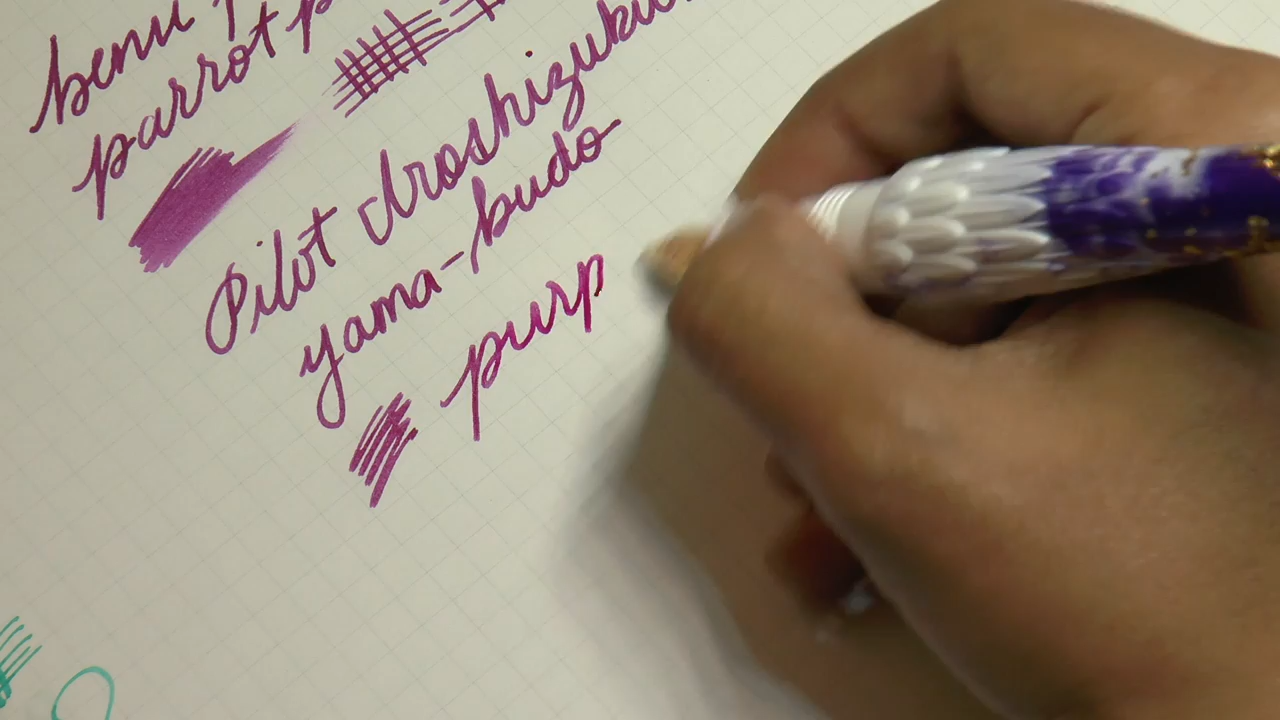 benu
parrot p
Pilot Iroshizuku
yama-budo
purp